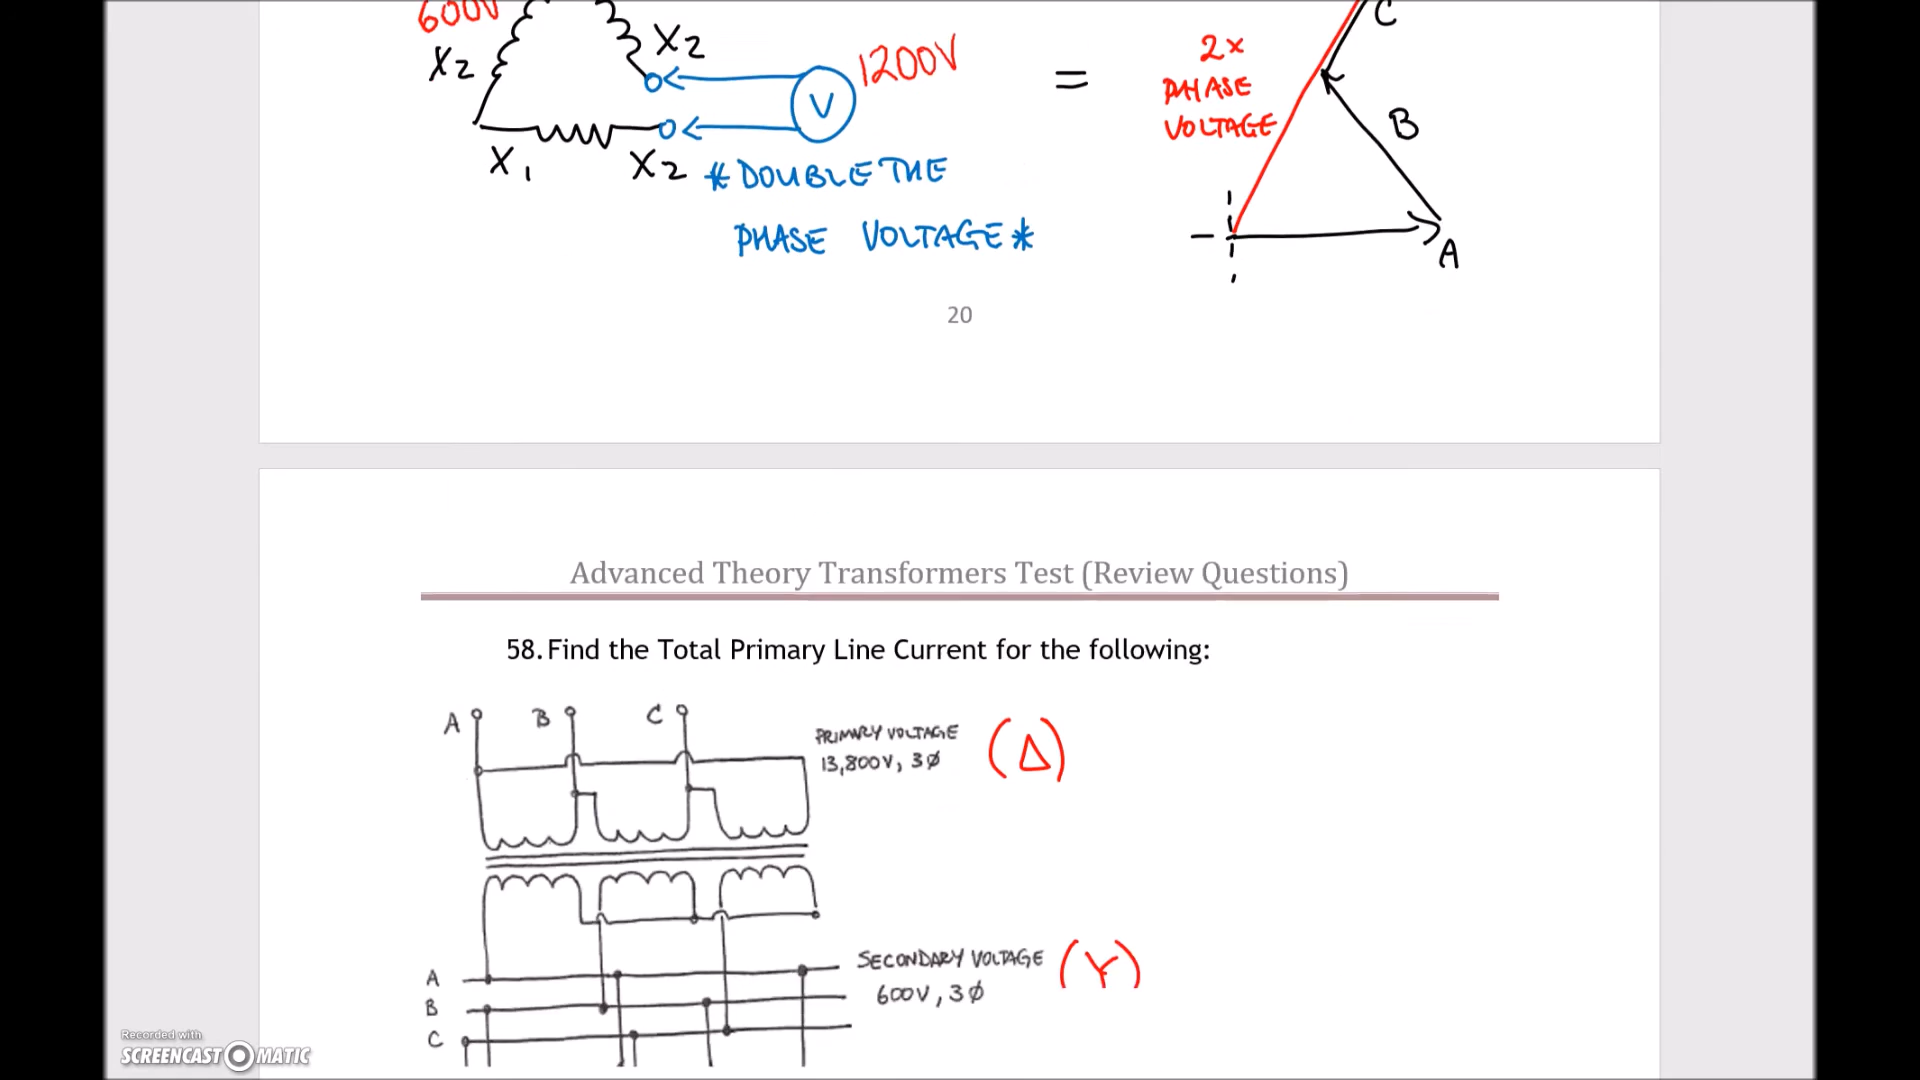 600V
X2
X2
1200V
V
X1
X2
*DOUBLE THE
PHASE VOLTAGE*
=
2x
PHASE
VOLTAGE
C
B
A
20
Advanced Theory Transformers Test (Review Questions)
58. Find the Total Primary Line Current for the following:
A B C
PRIMARY VOLTAGE
13,800V, 3Ø
(Δ)
SECONDARY VOLTAGE
600V, 3Ø
(Y)
A
B
C
Recorded with
SCREENCAST-O-MATIC